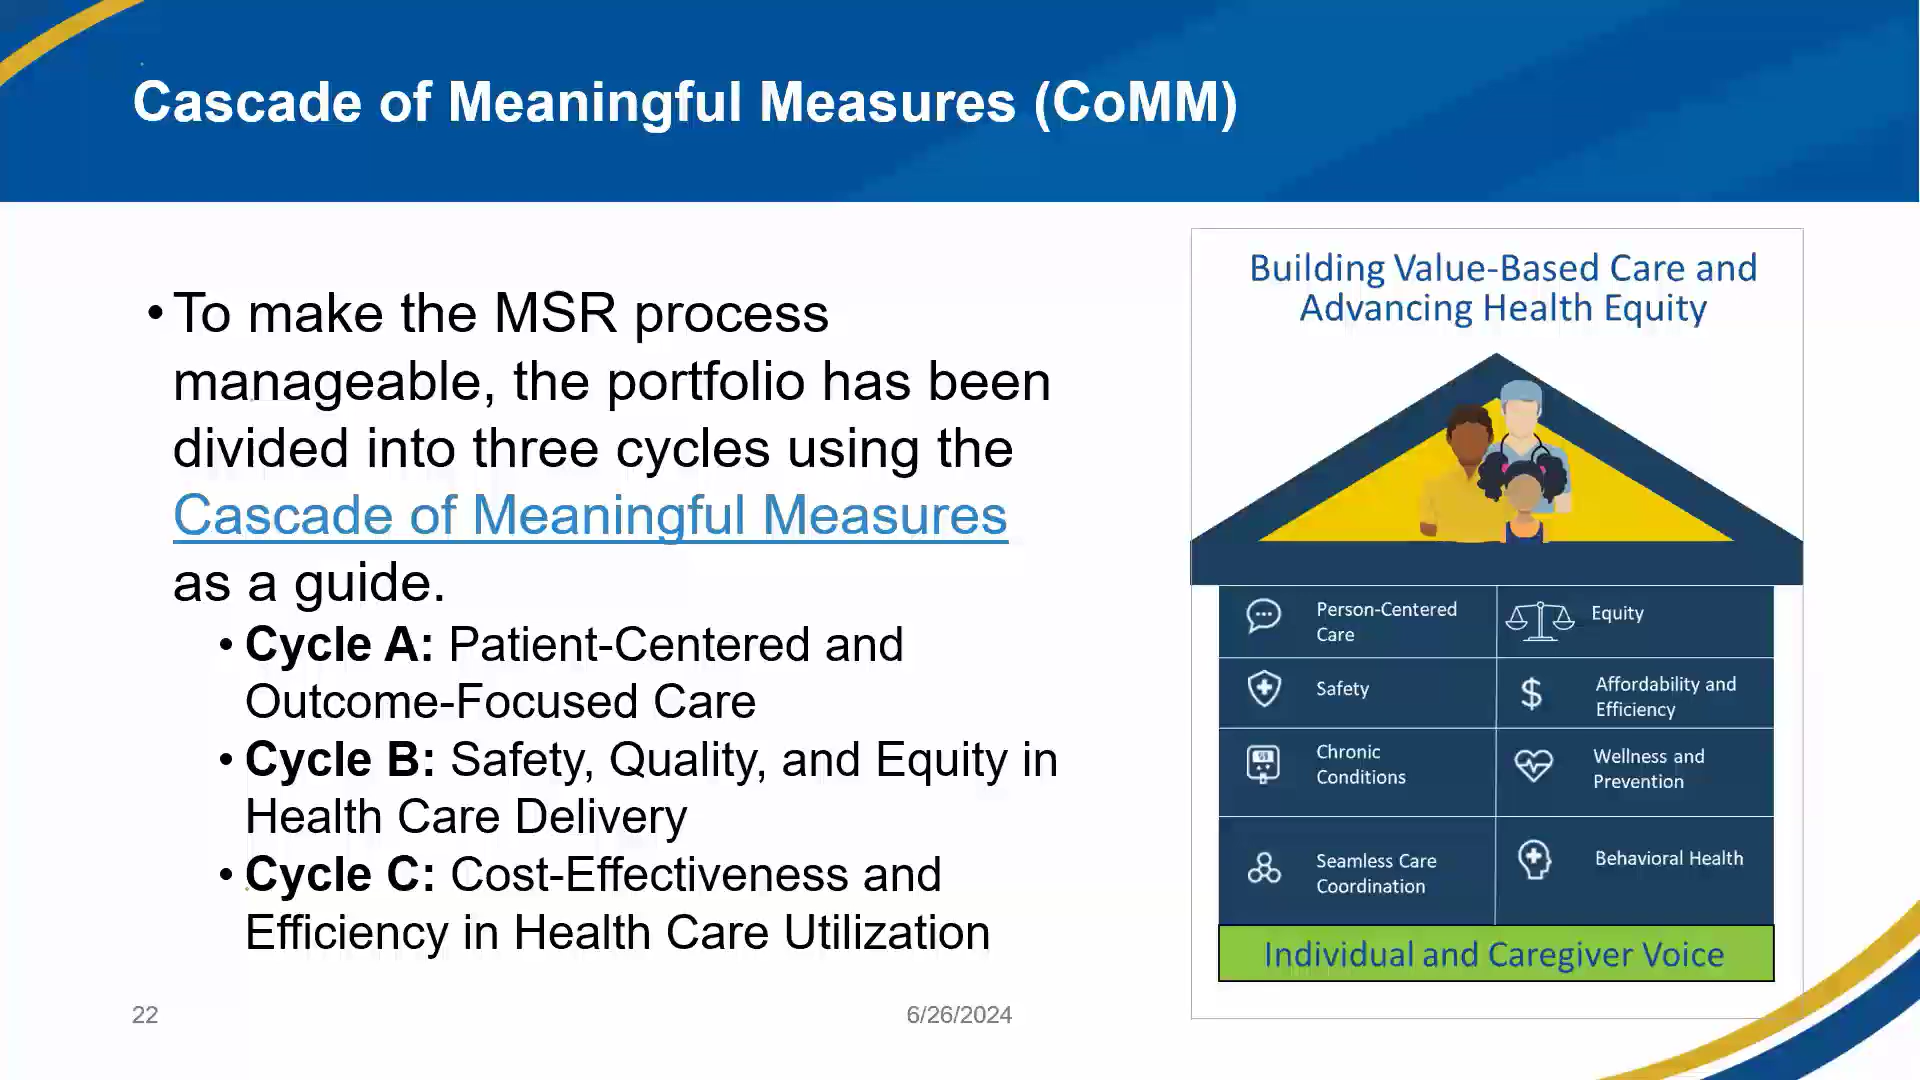 Cascade of Meaningful Measures (CoMM)
• To make the MSR process
manageable, the portfolio has been
divided into three cycles using the
Cascade of Meaningful Measures
as a guide.
• Cycle A: Patient-Centered and
Outcome-Focused Care
• Cycle B: Safety, Quality, and Equity in
Health Care Delivery
• Cycle C: Cost-Effectiveness and
Efficiency in Health Care Utilization
Building Value-Based Care and
Advancing Health Equity
Person-Centered
Care
Equity
Safety
Affordability and
Efficiency
Chronic
Conditions
Wellness and
Prevention
Seamless Care
Coordination
Behavioral Health
Individual and Caregiver Voice
22
6/26/2024